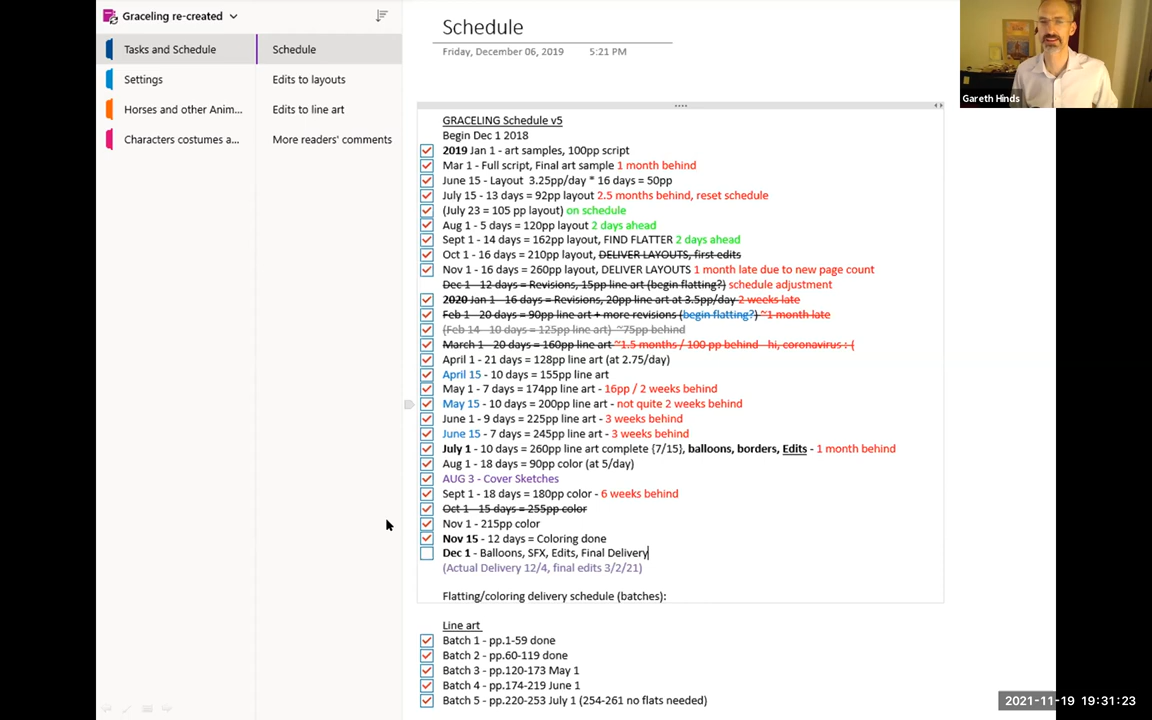 Graceling re-created
Tasks and Schedule
Settings
Horses and other Anim...
Characters costumes a...
Schedule
Edits to layouts
Edits to line art
More readers' comments
Schedule
Friday, December 06, 2019 5:21 PM
GRACELING Schedule v5
Begin Dec 1 2018
2019 Jan 1 - art samples, 100pp script
Mar 1 - Full script, Final art sample 1 month behind
June 15 - Layout 3.25pp/day * 16 days = 50pp
July 15 - 13 days = 92pp layout 2.5 months behind, reset schedule
(July 23 = 105 pp layout) on schedule
Aug 1 - 5 days = 120pp layout 2 days ahead
Sept 1 - 14 days = 162pp layout, FIND FLATTER 2 days ahead
Oct 1 - 16 days = 210pp layout, DELIVER LAYOUTS, first edits
Nov 1 - 16 days = 260pp layout, DELIVER LAYOUTS 1 month late due to new page count
Dec 1 - 12 days = Revisions, 15pp line art (begin flatting?) schedule adjustment
2020 Jan 1 - 16 days = Revisions, 20pp line art at 3.5pp/day 2 weeks late
Feb 1 - 20 days = 90pp line art + more revisions (begin flatting?) ~1 month late
(Feb 14 - 10 days = 125pp line art) ~75pp behind
March 1 - 20 days = 160pp line art ~1.5 months / 100 pp behind - hi, coronavirus :-(
April 1 - 21 days = 128pp line art (at 2.75/day)
April 15 - 10 days = 155pp line art
May 1 - 7 days = 174pp line art - 16pp / 2 weeks behind
May 15 - 10 days = 200pp line art - not quite 2 weeks behind
June 1 - 9 days = 225pp line art - 3 weeks behind
June 15 - 7 days = 245pp line art - 3 weeks behind
July 1 - 10 days = 260pp line art complete (7/15), balloons, borders, Edits - 1 month behind
Aug 1 - 18 days = 90pp color (at 5/day)
AUG 3 - Cover Sketches
Sept 1 - 18 days = 180pp color - 6 weeks behind
Oct 1 - 15 days = 255pp color
Nov 1 - 215pp color
Nov 15 - 12 days = Coloring done
Dec 1 - Balloons, SFX, Edits, Final Delivery
(Actual Delivery 12/4, final edits 3/2/21)
Flatting/coloring delivery schedule (batches):
Line art
Batch 1 - pp.1-59 done
Batch 2 - pp.60-119 done
Batch 3 - pp.120-173 May 1
Batch 4 - pp.174-219 June 1
Batch 5 - pp.220-253 July 1 (254-261 no flats needed)
Gareth Hinds
2021-11-19 19:31:23